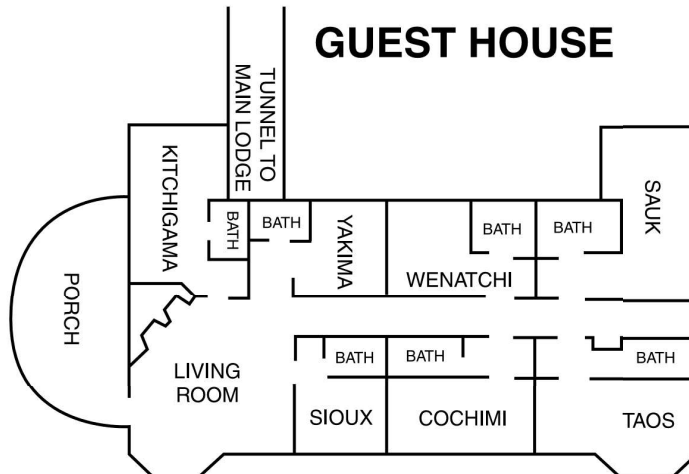 GUEST HOUSE
TUNNEL TO
MAIN LODGE
KITCHIGAMA
BATH
BATH
YAKIMA
BATH
BATH
SAUK
WENATCHI
PORCH
LIVING
ROOM
BATH
BATH
BATH
SIOUX
COCHIMI
TAOS